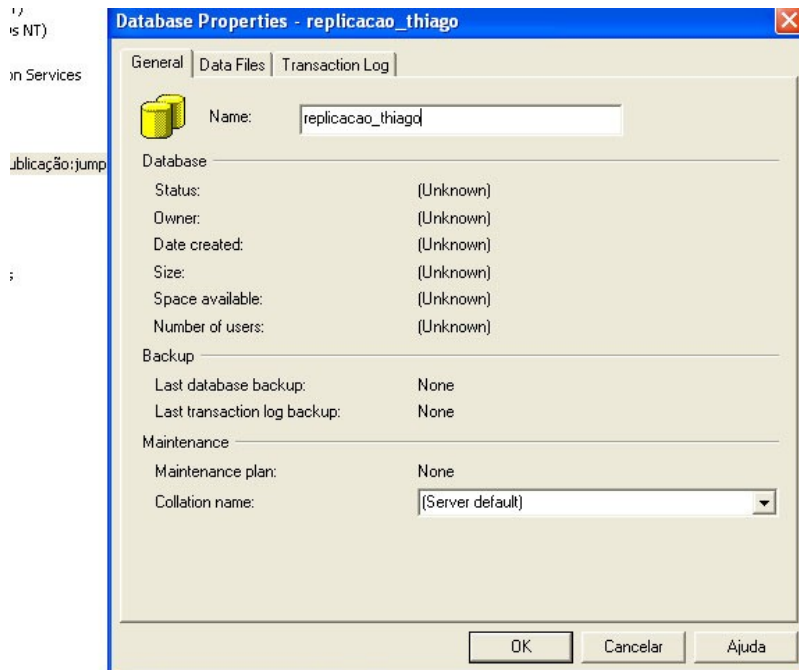 s NT)
Database Properties - replicacao_thiago
General Data Files Transaction Log
on Services
Name: replicacao_thiago
ublicação:jump
Database
Status: (Unknown)
Owner: (Unknown)
Date created: (Unknown)
Size: (Unknown)
Space available: (Unknown)
Number of users: (Unknown)
Backup
Last database backup: None
Last transaction log backup: None
Maintenance
Maintenance plan: None
Collation name: (Server default)
OK Cancelar Ajuda